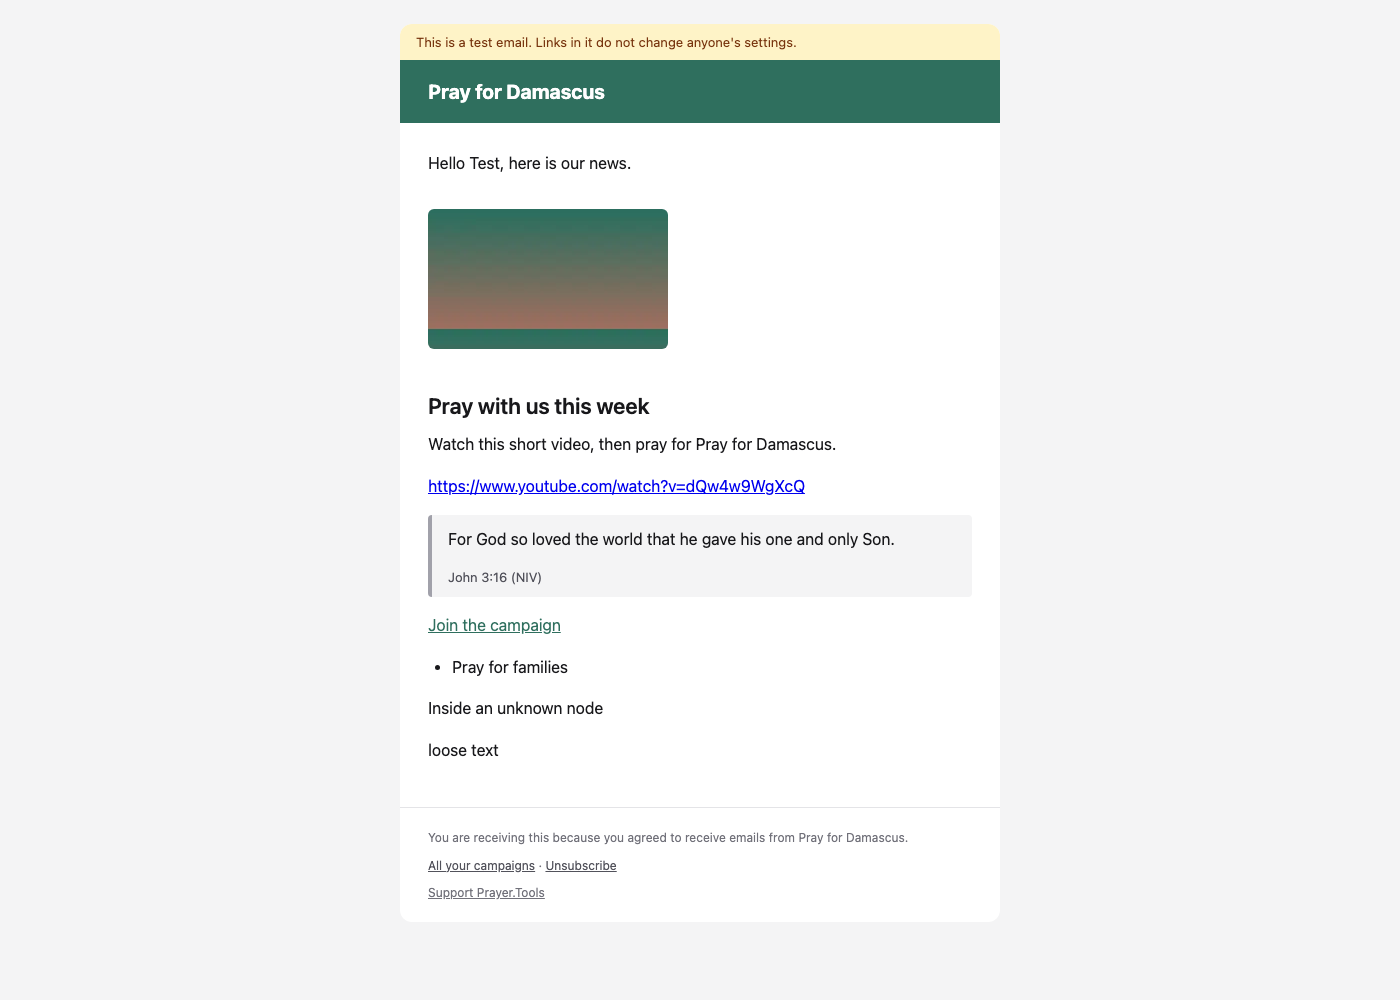 This is a test email. Links in it do not change anyone's settings.
Pray for Damascus
Hello Test, here is our news.
Pray with us this week
Watch this short video, then pray for Pray for Damascus.
https://www.youtube.com/watch?v=dQw4w9WgXcQ
For God so loved the world that he gave his one and only Son.
John 3:16 (NIV)
Join the campaign
• Pray for families
Inside an unknown node
loose text
You are receiving this because you agreed to receive emails from Pray for Damascus.
All your campaigns · Unsubscribe
Support Prayer.Tools